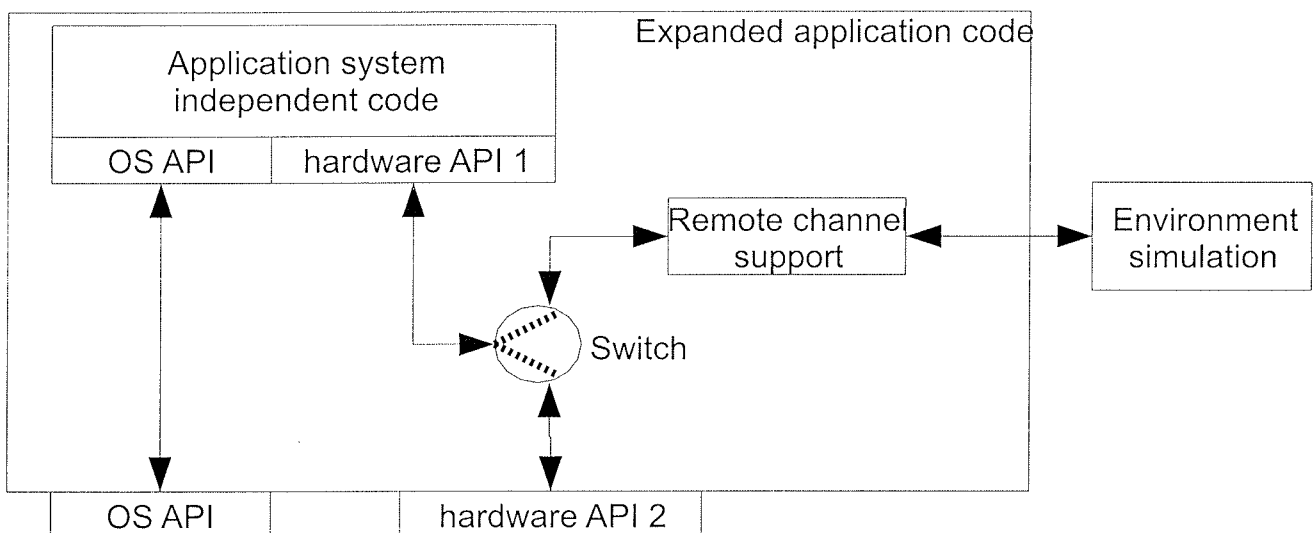 Expanded application code
Application system
independent code
OS API
hardware API 1
Remote channel
support
Environment
simulation
Switch
OS API
hardware API 2